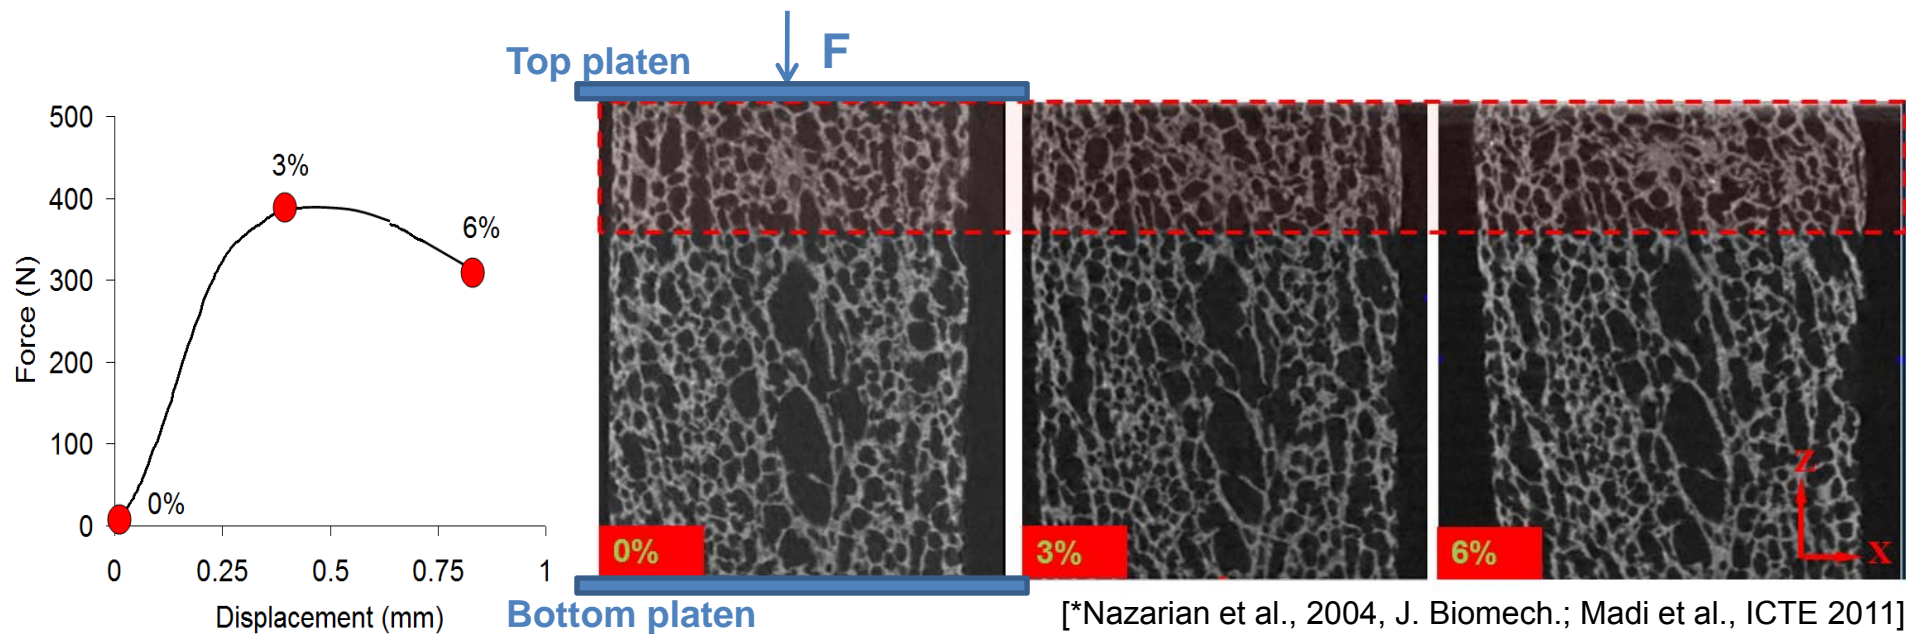 Top platen
F
500
400
300
200
100
0
Force (N)
3%
6%
0%
0
0.25
0.5
0.75
1
Displacement (mm)
0%
3%
6%
Z
X
Bottom platen
[*Nazarian et al., 2004, J. Biomech.; Madi et al., ICTE 2011]